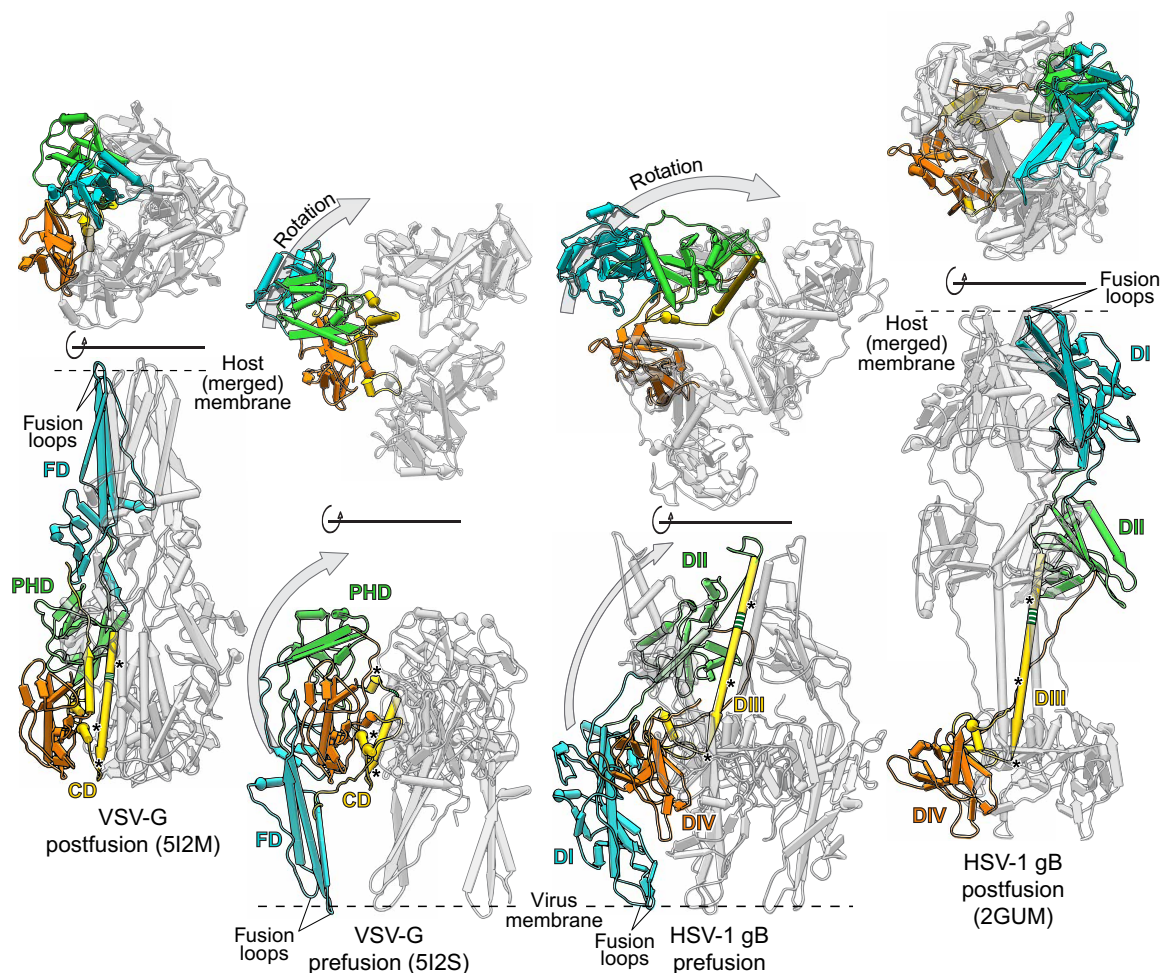 Rotation
Rotation
Host
(merged)
membrane
Fusion
loops
FD
PHD
*
*
*
CD
VSV-G
postfusion (5I2M)
PHD
*
*
*
CD
FD
Fusion
loops
VSV-G
prefusion (5I2S)
Virus
membrane
DII
*
*
DIII
*
DIV
DI
Fusion
loops
HSV-1 gB
prefusion
Fusion
loops
Host
(merged)
membrane
DI
DII
*
*
DIII
*
DIV
HSV-1 gB
postfusion
(2GUM)